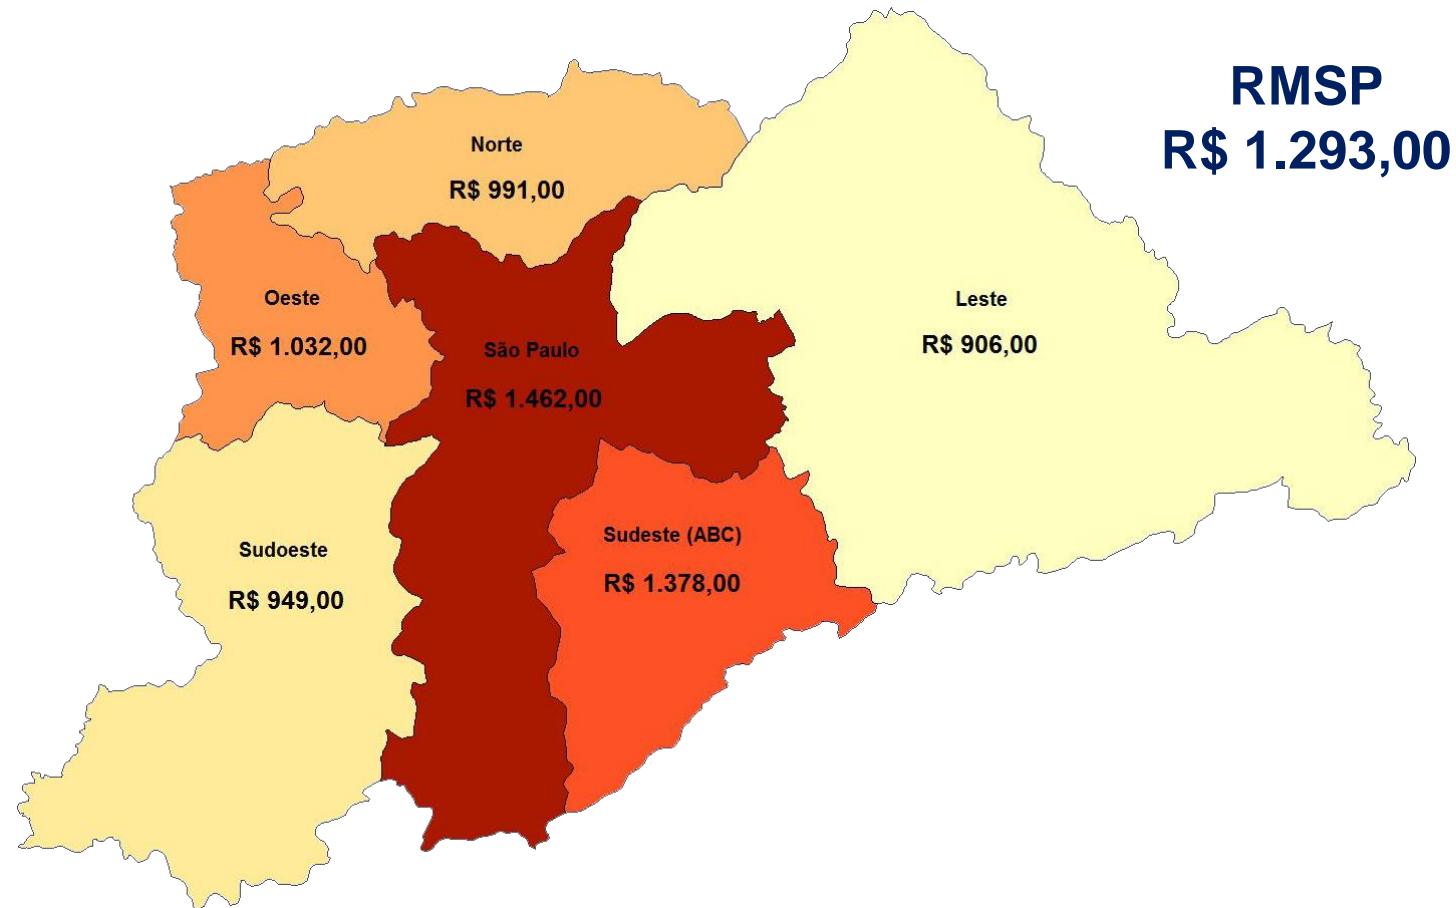 RMSP
R$ 1.293,00
Norte
R$ 991,00
Oeste
R$ 1.032,00
São Paulo
R$ 1.462,00
Leste
R$ 906,00
Sudoeste
R$ 949,00
Sudeste (ABC)
R$ 1.378,00